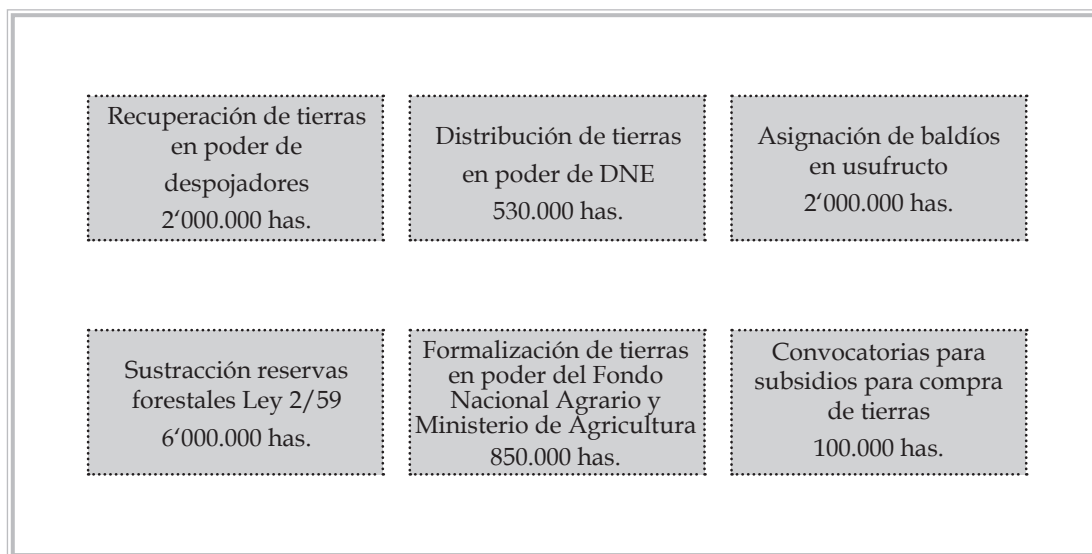 Recuperación de tierras
en poder de
despojadores
2‘000.000 has.
Distribución de tierras
en poder de DNE
530.000 has.
Asignación de baldíos
en usufructo
2‘000.000 has.
Sustracción reservas
forestales Ley 2/59
6‘000.000 has.
Formalización de tierras
en poder del Fondo
Nacional Agrario y
Ministerio de Agricultura
850.000 has.
Convocatorias para
subsidios para compra
de tierras
100.000 has.